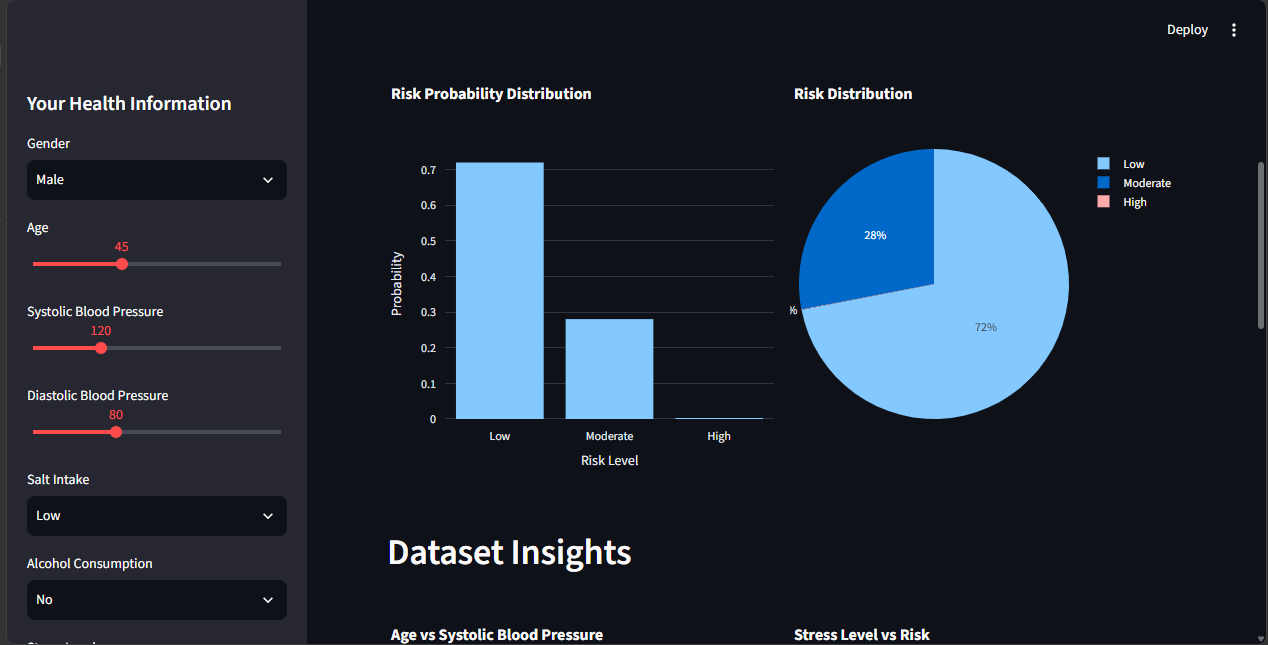 Deploy
Your Health Information
Gender
Male
Age
45
Systolic Blood Pressure
120
Diastolic Blood Pressure
80
Salt Intake
Low
Alcohol Consumption
No
Risk Probability Distribution
Probability
0.7
0.6
0.5
0.4
0.3
0.2
0.1
0
Low Moderate High
Risk Level
Risk Distribution
28%
72%
%
Low
Moderate
High
Dataset Insights
Age vs Systolic Blood Pressure
Stress Level vs Risk